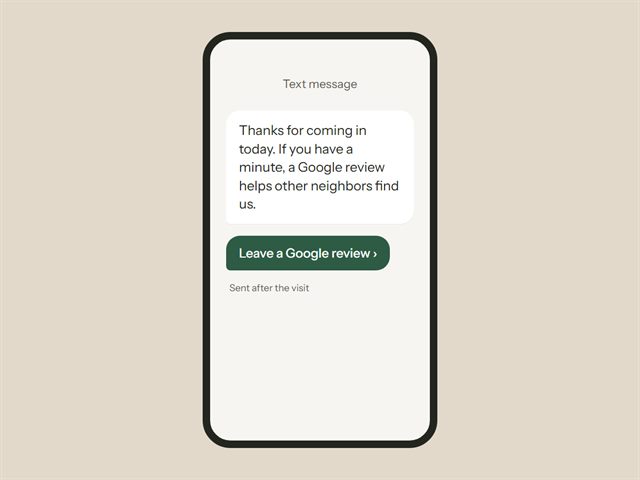 Text message
Thanks for coming in
today. If you have a
minute, a Google review
helps other neighbors find
us.
Leave a Google review ›
Sent after the visit